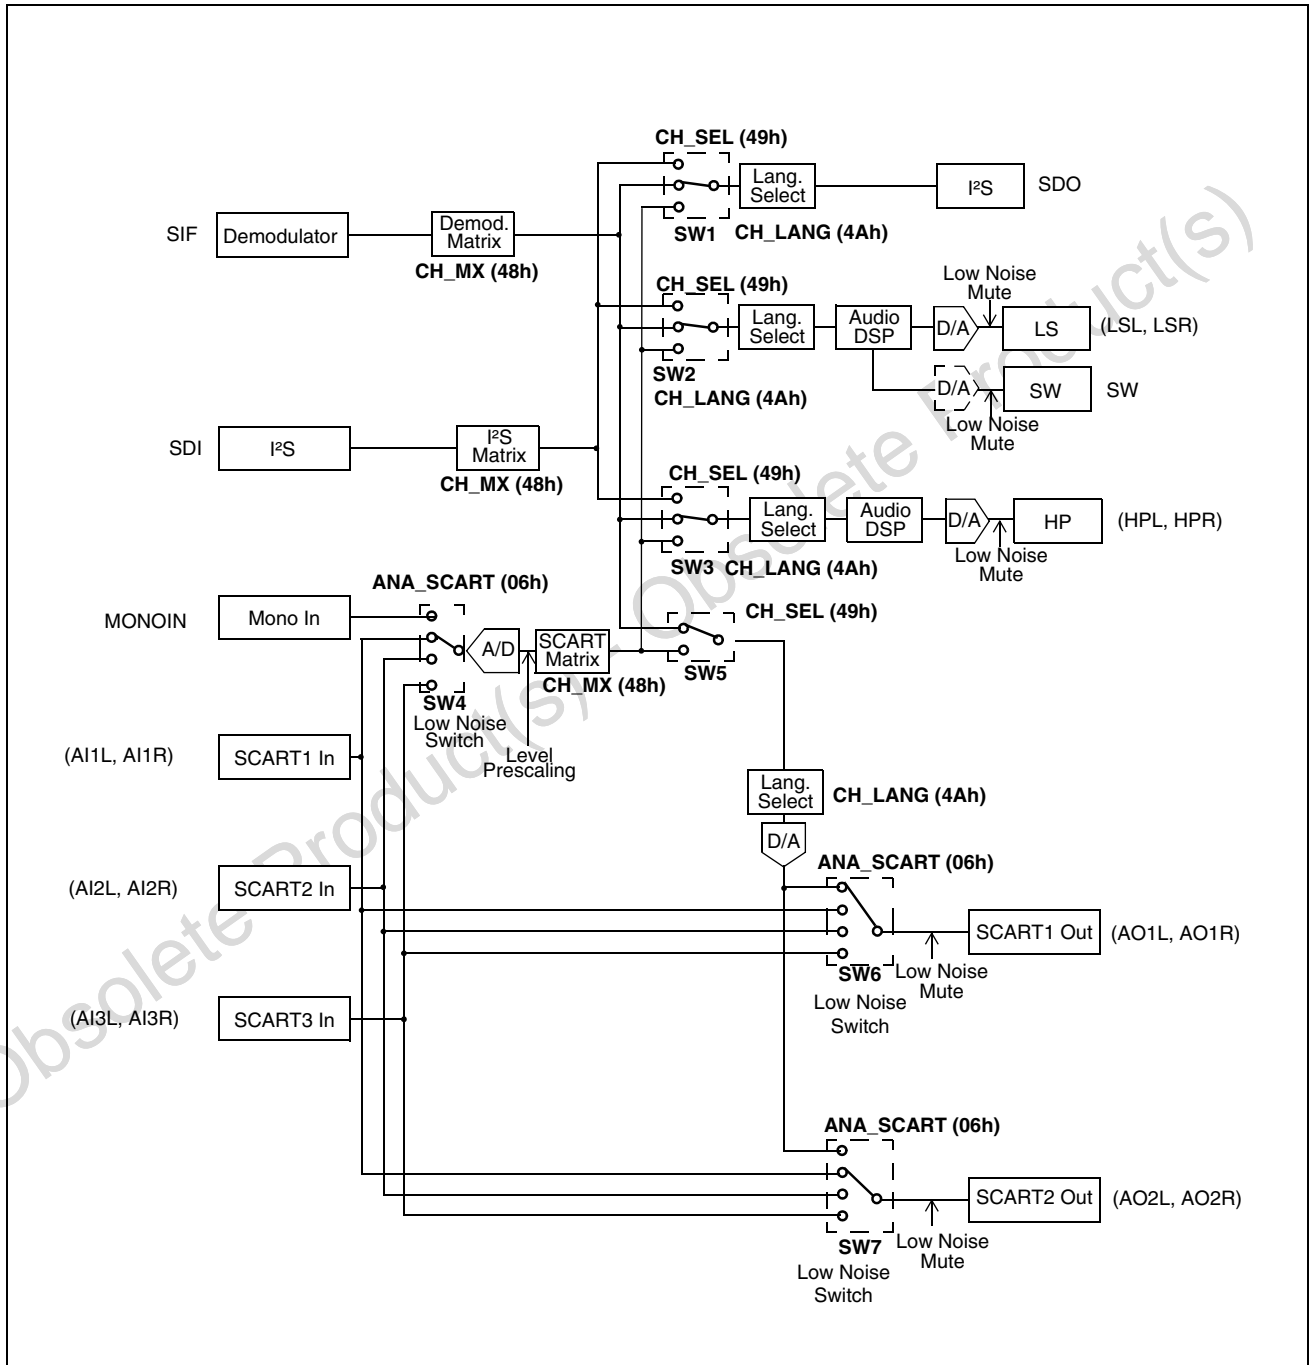 CH_SEL (49h)
Lang.
Select
I²S
SDO
SW1
CH_LANG (4Ah)
SIF
Demodulator
Demod.
Matrix
CH_MX (48h)
CH_SEL (49h)
Lang.
Select
Audio
DSP
D/A
Low Noise
Mute
LS
(LSL, LSR)
SW2
CH_LANG (4Ah)
D/A
SW
SW
Low Noise
Mute
SDI
I²S
I²S
Matrix
CH_MX (48h)
CH_SEL (49h)
Lang.
Select
Audio
DSP
D/A
HP
(HPL, HPR)
Low Noise
Mute
SW3
CH_LANG (4Ah)
ANA_SCART (06h)
MONOIN
Mono In
A/D
SCART
Matrix
CH_MX (48h)
SW4
Low Noise
Switch
Level
Prescaling
CH_SEL (49h)
SW5
(AI1L, AI1R)
SCART1 In
Lang.
Select
CH_LANG (4Ah)
D/A
(AI2L, AI2R)
SCART2 In
ANA_SCART (06h)
SCART1 Out
(AO1L, AO1R)
SW6
Low Noise
Switch
Low Noise
Mute
(AI3L, AI3R)
SCART3 In
ANA_SCART (06h)
SCART2 Out
(AO2L, AO2R)
SW7
Low Noise
Switch
Low Noise
Mute
Obsolete Product(s) - Obsolete Product(s)